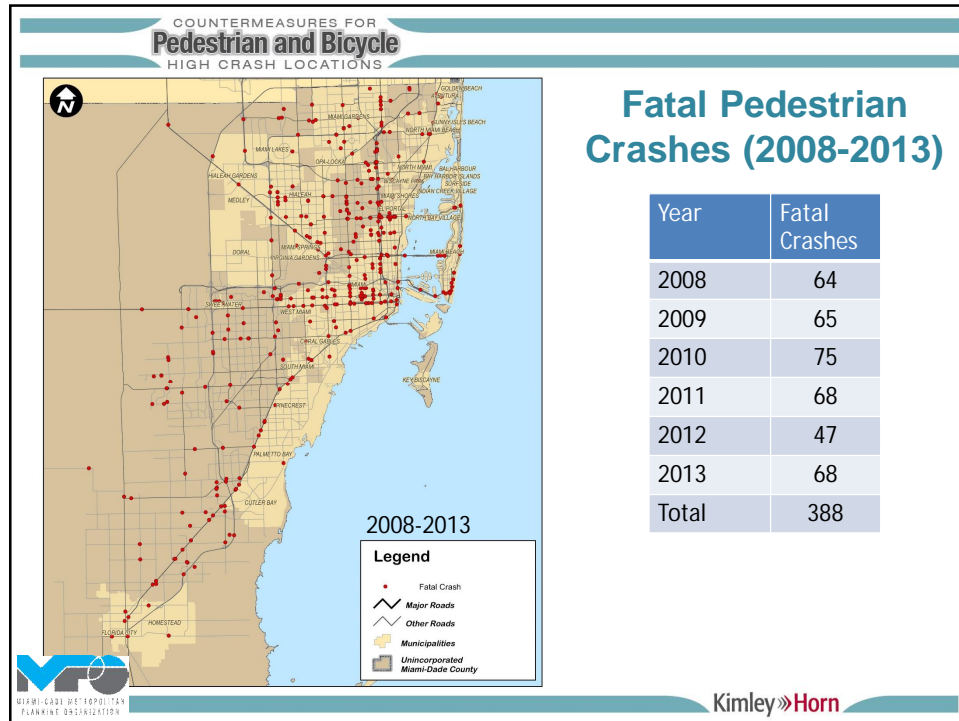 COUNTERMEASURES FOR
Pedestrian and Bicycle
HIGH CRASH LOCATIONS
Fatal Pedestrian
Crashes (2008-2013)
Year Fatal Crashes
2008 64
2009 65
2010 75
2011 68
2012 47
2013 68
Total 388
N
GOLDEN BEACH
AVENTURA
MIAMI GARDENS
SUNNY ISLES BEACH
NORTH MIAMI BEACH
MIAMI LAKES
OPA-LOCKA
NORTH MIAMI
BAL HARBOUR
BAY HARBOR ISLANDS
HIALEAH GARDENS
BISCAYNE PARK
SURFSIDE
INDIAN CREEK VILLAGE
HIALEAH
MIAMI SHORES
MEDLEY
EL PORTAL
NORTH BAY VILLAGE
MIAMI SPRINGS
DORAL
VIRGINIA GARDENS
MIAMI BEACH
MIAMI
SWEETWATER
WEST MIAMI
CORAL GABLES
SOUTH MIAMI
KEY BISCAYNE
PINECREST
PALMETTO BAY
CUTLER BAY
HOMESTEAD
FLORIDA CITY
2008-2013
Legend
Fatal Crash
Major Roads
Other Roads
Municipalities
Unincorporated
Miami-Dade County
MPO
MIAMI-DADE METROPOLITAN
PLANNING ORGANIZATION
Kimley»Horn